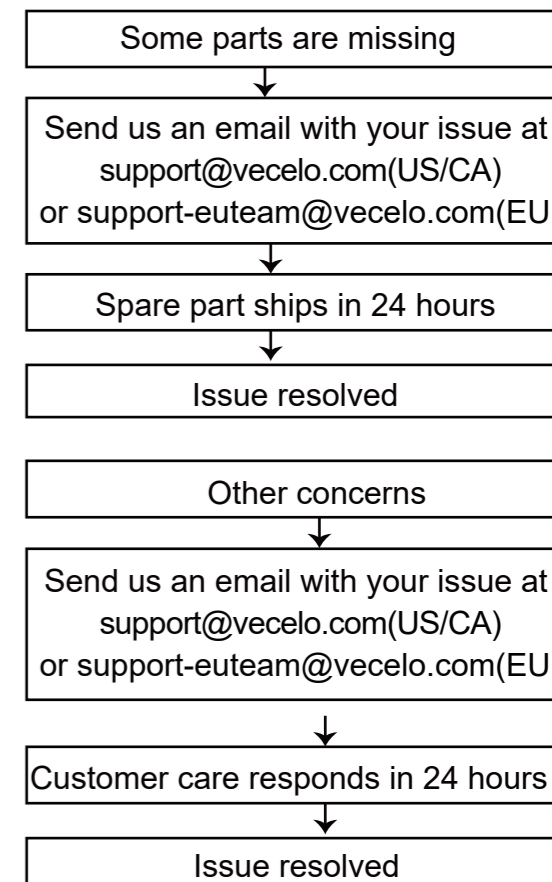 Some parts are missing
Send us an email with your issue at
support@vecelo.com(US/CA)
or support-euteam@vecelo.com(EU
Spare part ships in 24 hours
Issue resolved
Other concerns
Send us an email with your issue at
support@vecelo.com(US/CA)
or support-euteam@vecelo.com(EU
Customer care responds in 24 hours
Issue resolved